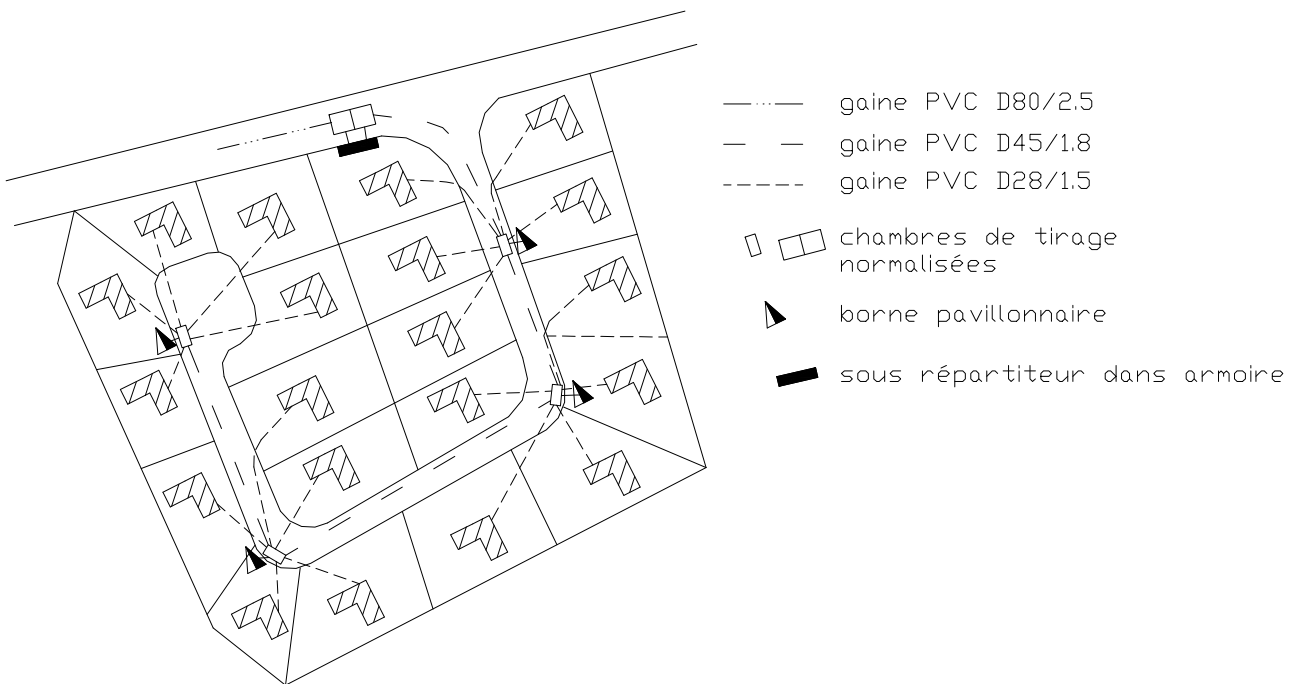 gaine PVC D80/2.5
gaine PVC D45/1.8
gaine PVC D28/1.5
chambres de tirage
normalisées
borne pavillonnaire
sous répartiteur dans armoire